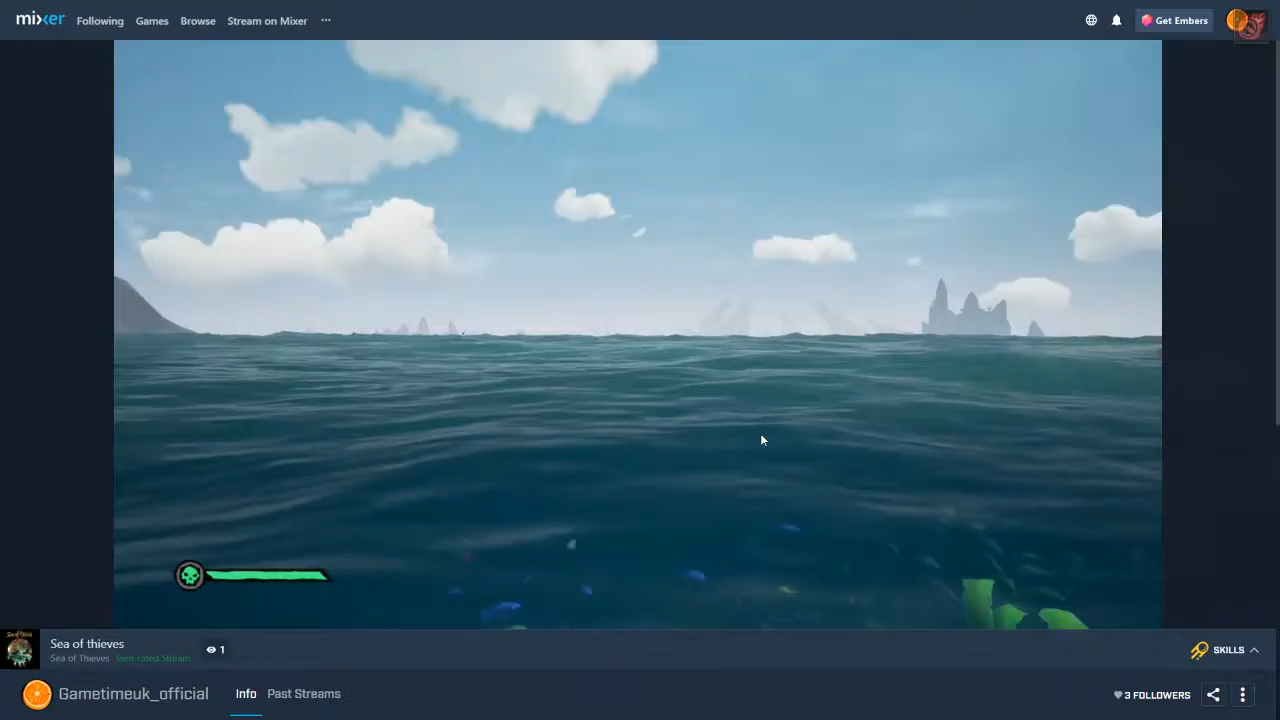 mixer Following Games Browse Stream on Mixer ··· Get Embers
Sea of thieves 1
Sea of Thieves Teen-rated Stream
SKILLS
Gametimeuk_official Info Past Streams 3 FOLLOWERS